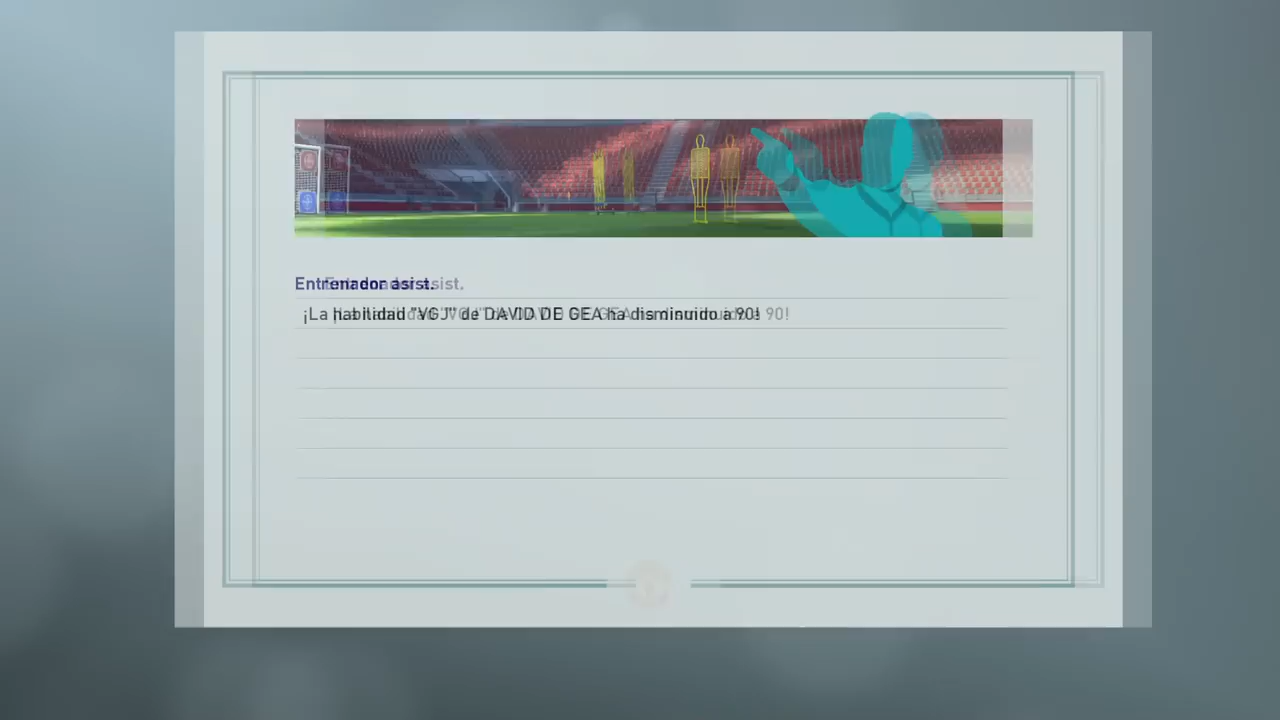 Entrenador asist.
¡La habilidad "VGJ" de DAVID DE GEA ha disminuido a 90!